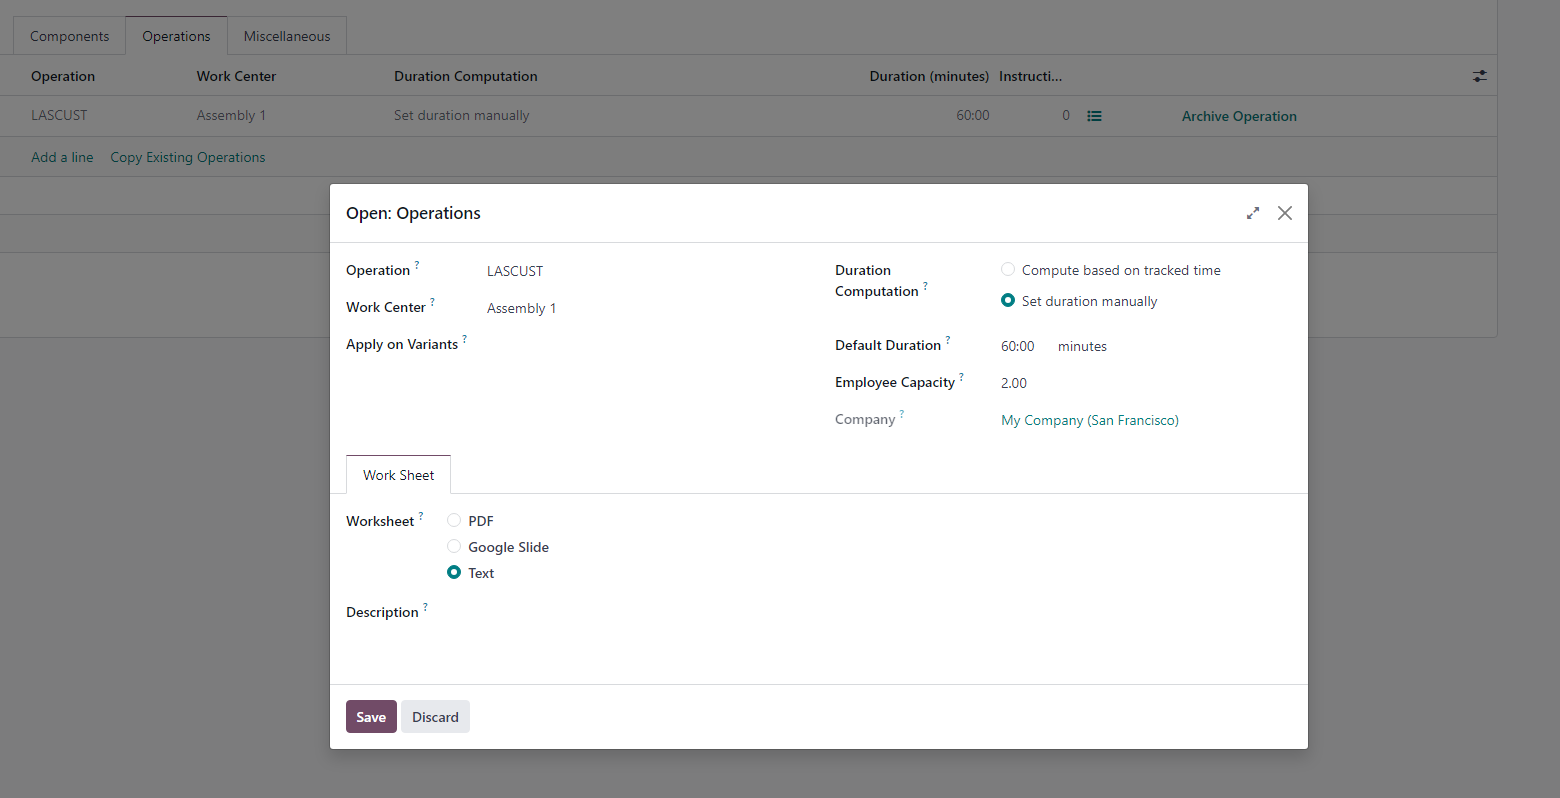 Components Operations Miscellaneous
Operation Work Center Duration Computation Duration (minutes) Instructi...
LASCUST Assembly 1 Set duration manually 60:00 0 Archive Operation
Add a line Copy Existing Operations
Open: Operations
Operation ? LASCUST
Work Center ? Assembly 1
Apply on Variants ?
Duration Computation ? Compute based on tracked time
Set duration manually
Default Duration ? 60:00 minutes
Employee Capacity ? 2.00
Company ? My Company (San Francisco)
Work Sheet
Worksheet ? PDF
Google Slide
Text
Description ?
Save Discard